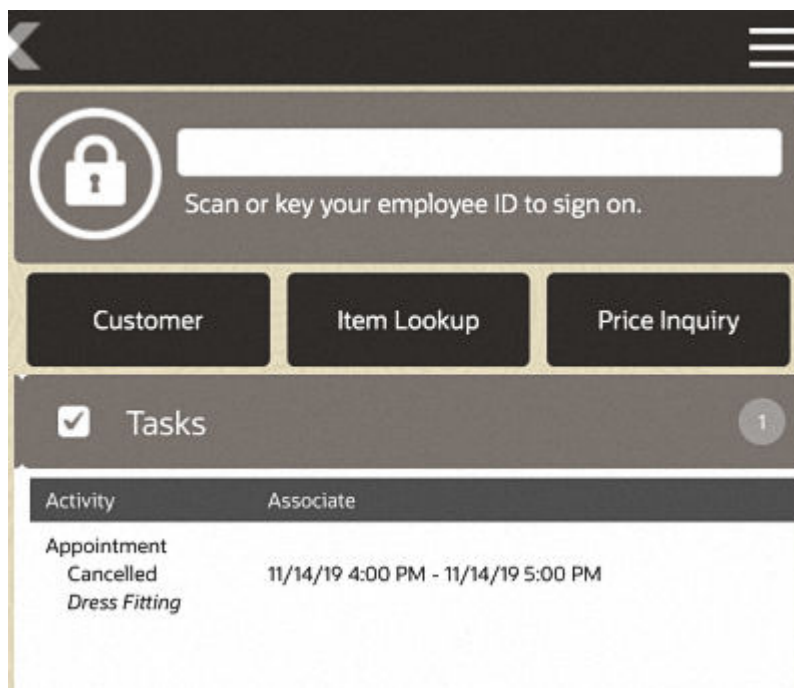 Scan or key your employee ID to sign on.
Customer Item Lookup Price Inquiry
Tasks 1
Activity Associate
Appointment
Cancelled 11/14/19 4:00 PM - 11/14/19 5:00 PM
Dress Fitting